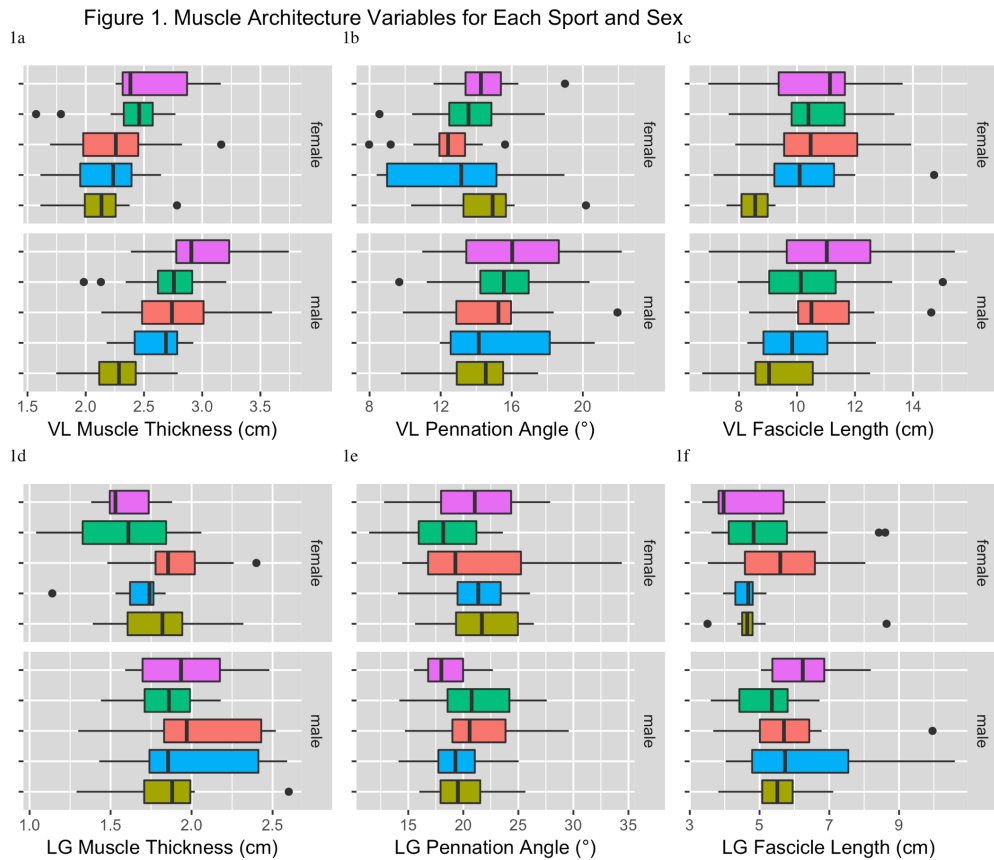 Figure 1. Muscle Architecture Variables for Each Sport and Sex
1a
1b
1c
female
female
female
male
male
male
1.5 2.0 2.5 3.0 3.5
8 12 16 20
8 10 12 14
VL Muscle Thickness (cm)
VL Pennation Angle (°)
VL Fascicle Length (cm)
1d
1e
1f
female
female
female
male
male
male
1.0 1.5 2.0 2.5
15 20 25 30 35
3 5 7 9
LG Muscle Thickness (cm)
LG Pennation Angle (°)
LG Fascicle Length (cm)